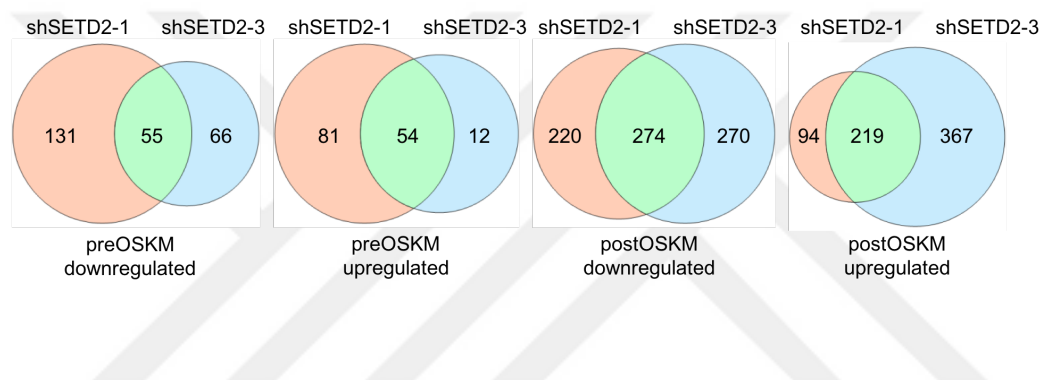 shSETD2-1 shSETD2-3 shSETD2-1 shSETD2-3 shSETD2-1 shSETD2-3 shSETD2-1 shSETD2-3
131 55 66 81 54 12 220 274 270 94 219 367
preOSKM preOSKM postOSKM postOSKM
downregulated upregulated downregulated upregulated